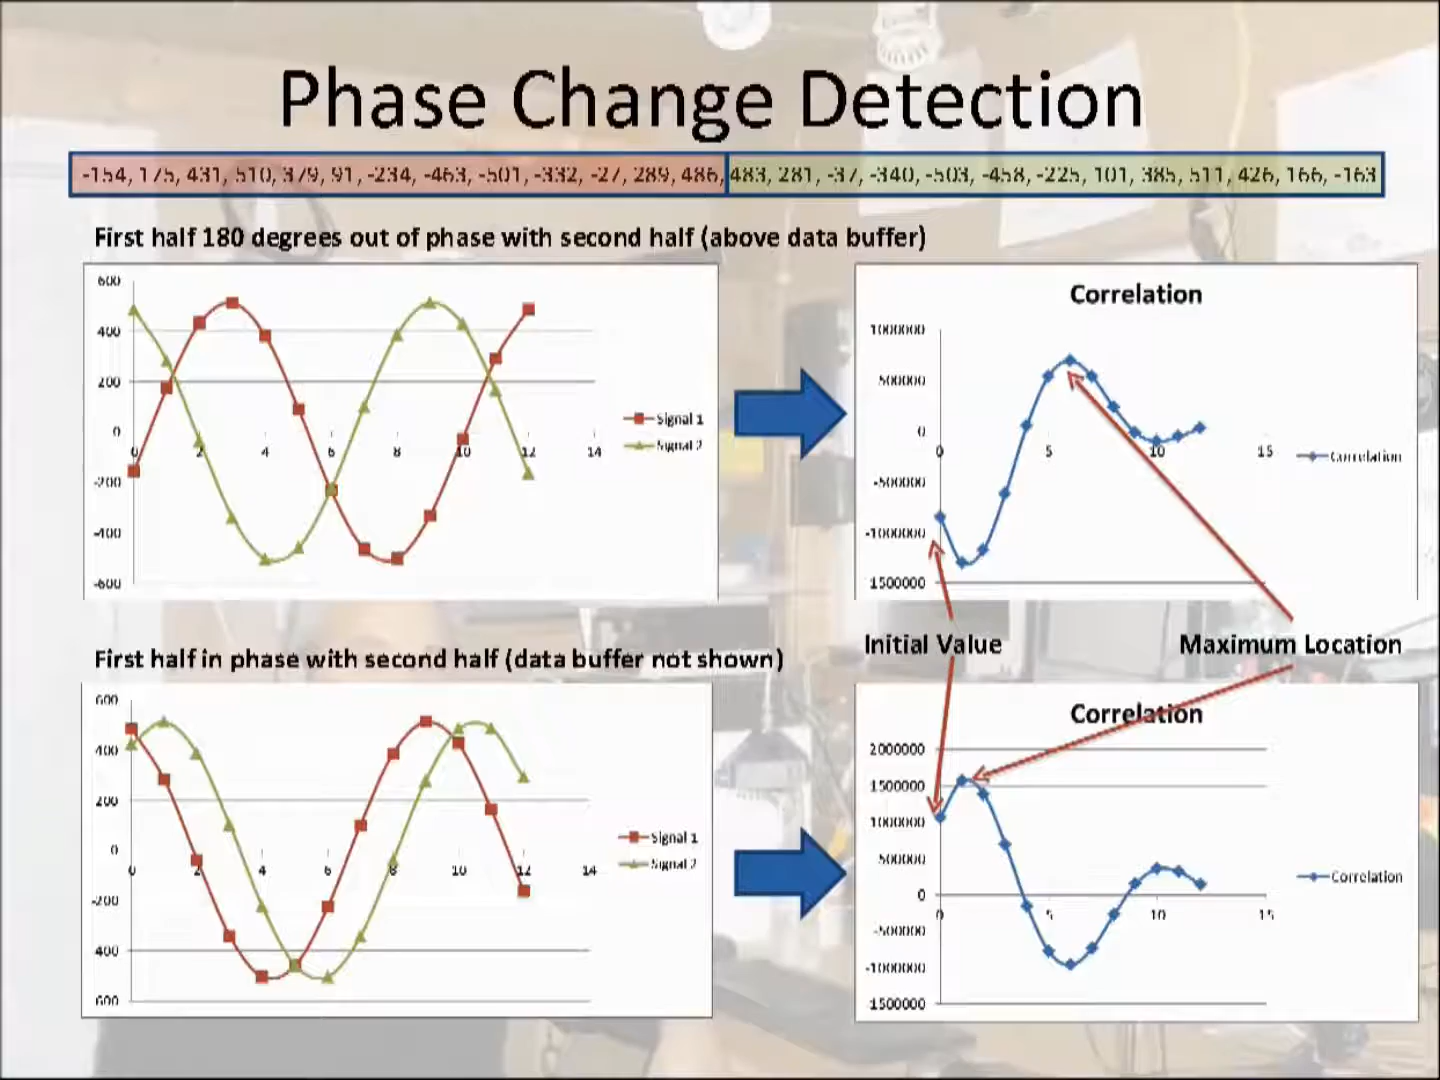 Phase Change Detection
-154, 175, 431, 510, 379, 91, -234, -463, -501, -332, -27, 289, 486, 483, 281, -37, -340, -503, -458, -225, 101, 385, 511, 426, 166, -163
First half 180 degrees out of phase with second half (above data buffer)
600
400
200
0
-200
-400
-600
0 2 4 6 8 10 12 14
Signal 1
Signal 2
Correlation
1000000
500000
0
-500000
-1000000
1500000
0 5 10 15
Correlation
Initial Value
Maximum Location
First half in phase with second half (data buffer not shown)
600
400
200
0
-200
400
600
0 2 4 6 8 10 12 14
Signal 1
Signal 2
Correlation
2000000
1500000
1000000
500000
0
-500000
-1000000
1500000
0 5 10 15
Correlation